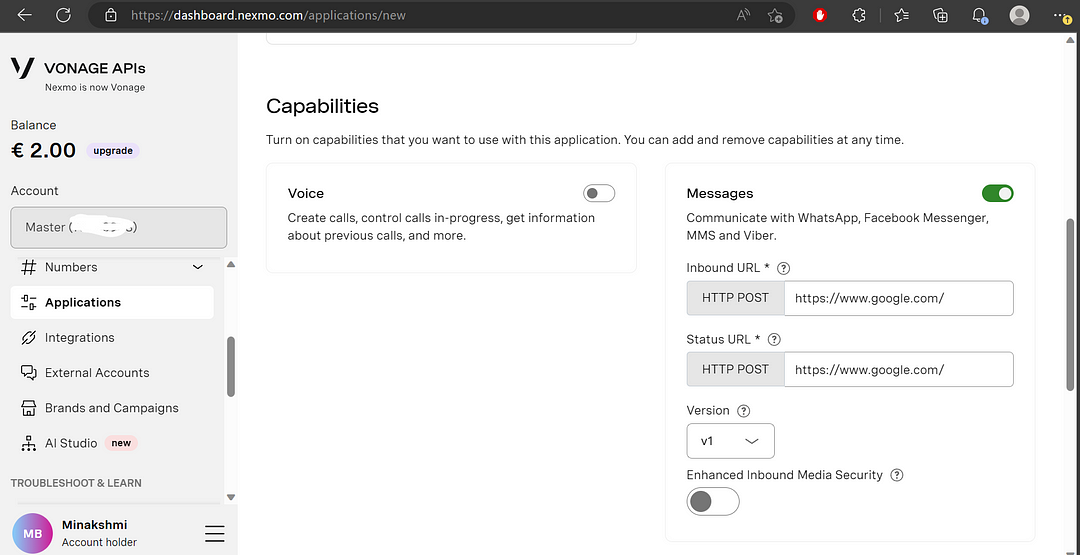 https://dashboard.nexmo.com/applications/new
VONAGE APIs
Nexmo is now Vonage
Balance
€ 2.00 upgrade
Account
Master (
Numbers
Applications
Integrations
External Accounts
Brands and Campaigns
AI Studio new
TROUBLESHOOT & LEARN
MB
Minakshmi
Account holder
Capabilities
Turn on capabilities that you want to use with this application. You can add and remove capabilities at any time.
Voice
Create calls, control calls in-progress, get information
about previous calls, and more.
Messages
Communicate with WhatsApp, Facebook Messenger,
MMS and Viber.
Inbound URL * ?
HTTP POST https://www.google.com/
Status URL * ?
HTTP POST https://www.google.com/
Version ?
v1
Enhanced Inbound Media Security ?